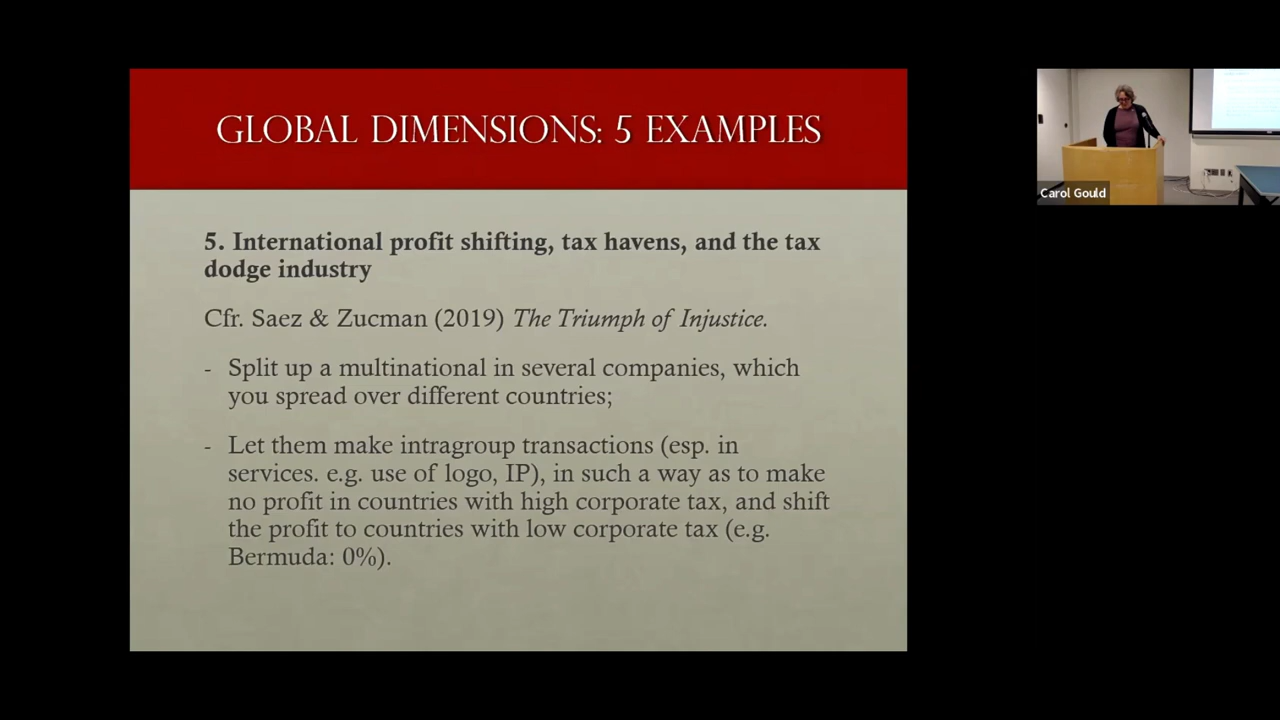 GLOBAL DIMENSIONS: 5 EXAMPLES
5. International profit shifting, tax havens, and the tax
dodge industry
Cfr. Saez & Zucman (2019) The Triumph of Injustice.
- Split up a multinational in several companies, which
you spread over different countries;
- Let them make intragroup transactions (esp. in
services. e.g. use of logo, IP), in such a way as to make
no profit in countries with high corporate tax, and shift
the profit to countries with low corporate tax (e.g.
Bermuda: 0%).
Carol Gould